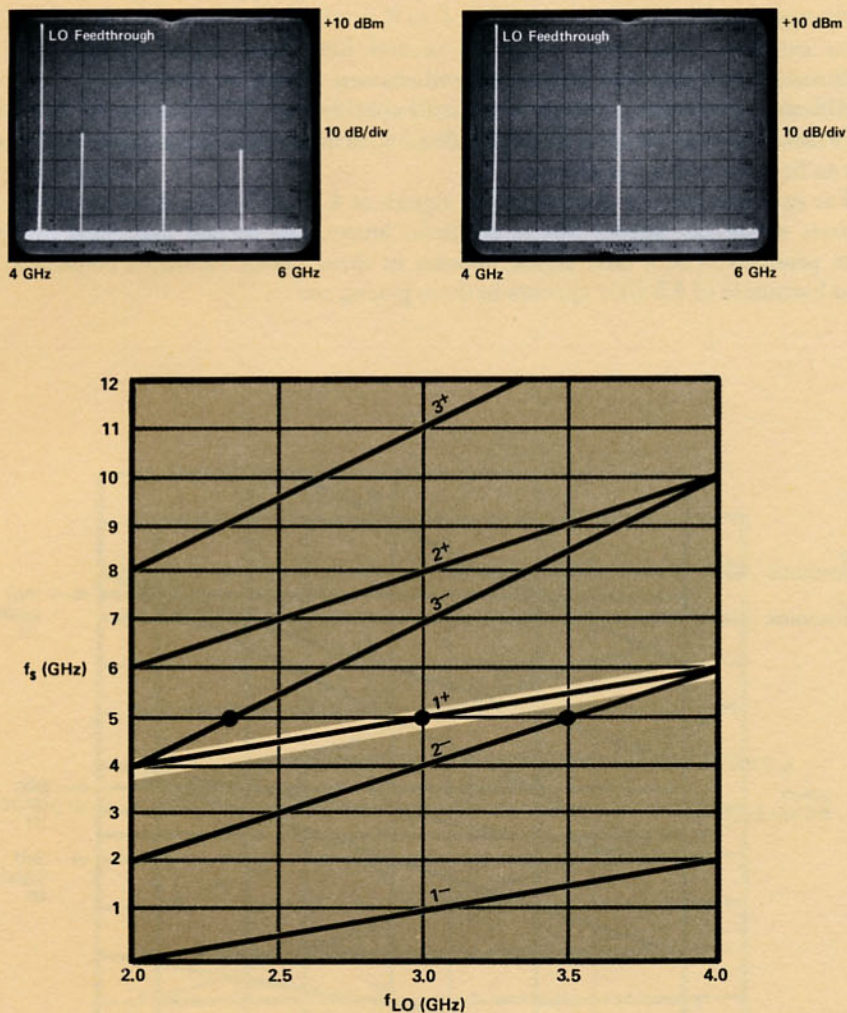 LO Feedthrough
+10 dBm
10 dB/div
4 GHz
6 GHz
LO Feedthrough
+10 dBm
10 dB/div
4 GHz
6 GHz
12
11
10
9
8
7
6
5
4
3
2
1
fs (GHz)
3+
2+
3-
1+
2-
1-
2.0
2.5
3.0
3.5
4.0
fLO (GHz)